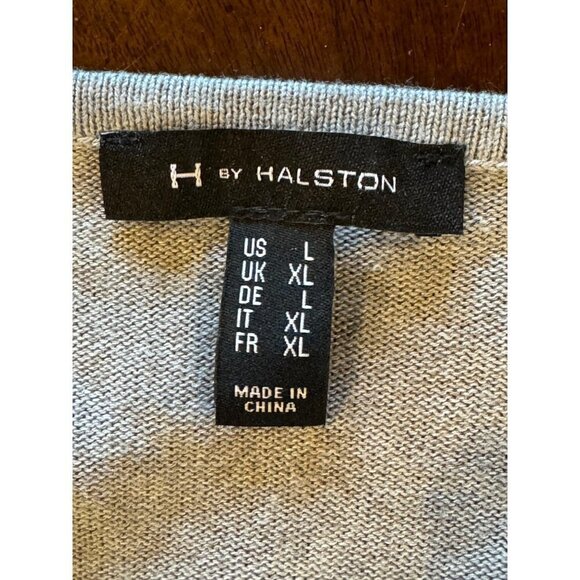 H BY HALSTON
US L
UK XL
DE L
IT XL
FR XL
MADE IN
CHINA